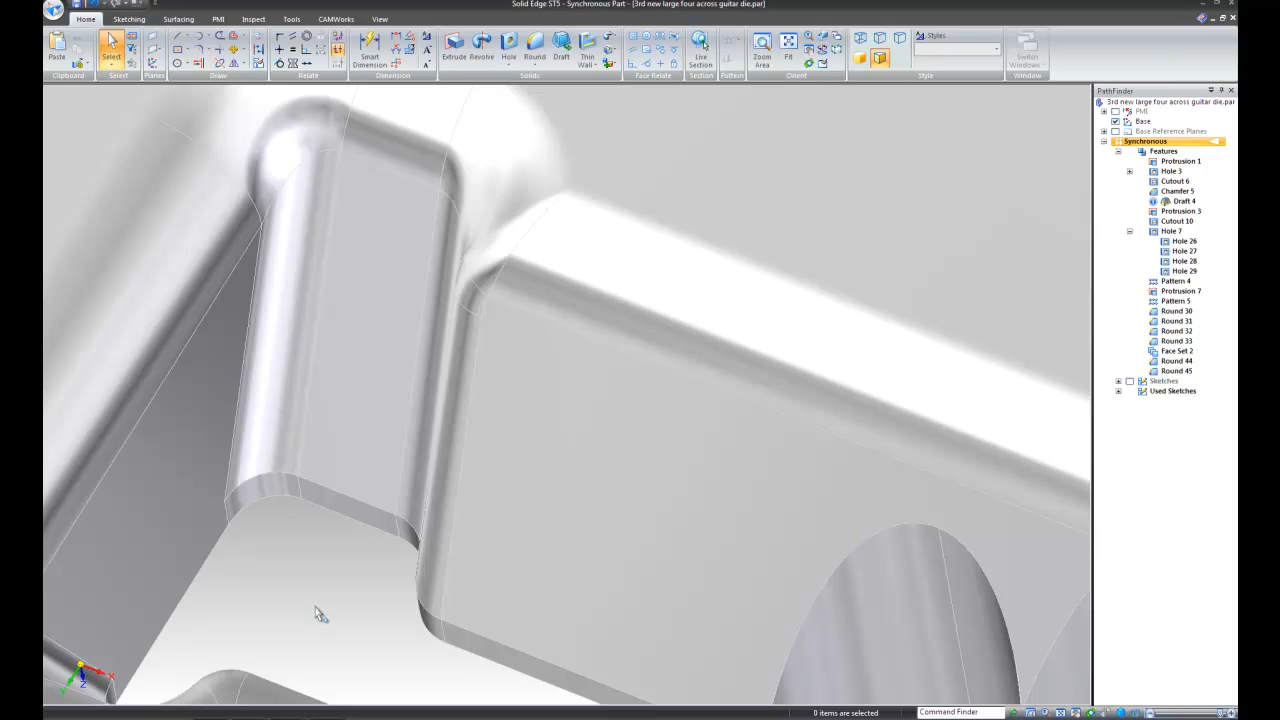 Solid Edge ST5 - Synchronous Part - [3rd new large four across guitar die.par]
Home Sketching Surfacing PMI Inspect Tools CAMWorks View
Paste Select Smart Dimension Extrude Revolve Hole Round Draft Thin Wall Live Section Zoom Area Fit Styles Switch Windows
Clipboard Select Planes Draw Relate Dimension Solids Face Relate Section Pattern Orient Style Window
PathFinder
3rd new large four across guitar die.par
PMI
Base
Base Reference Planes
Synchronous
Features
Protrusion 1
Hole 3
Cutout 6
Chamfer 5
Draft 4
Protrusion 3
Cutout 10
Hole 7
Hole 26
Hole 27
Hole 28
Hole 29
Pattern 4
Protrusion 7
Pattern 5
Round 30
Round 31
Round 32
Round 33
Face Set 2
Round 44
Round 45
Sketches
Used Sketches
X
Y
Z
0 items are selected Command Finder